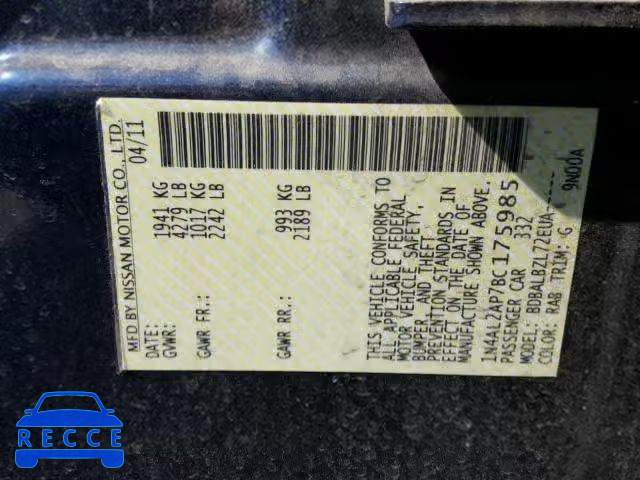 MFD BY NISSAN MOTOR CO., LTD.
DATE: 04/11
GVWR: 1941 KG
4279 LB
GAWR FR: 1017 KG
2242 LB
GAWR RR: 993 KG
2189 LB
THIS VEHICLE CONFORMS TO
ALL APPLICABLE FEDERAL
MOTOR VEHICLE SAFETY,
BUMPER, AND THEFT
PREVENTION STANDARDS IN
EFFECT ON THE DATE OF
MANUFACTURE SHOWN ABOVE.
1N4AL2AP7BC175985
PASSENGER CAR 332
MODEL: BDBALBZL72EUA
COLOR: RAB TRIM: G
9N00A
RECCE